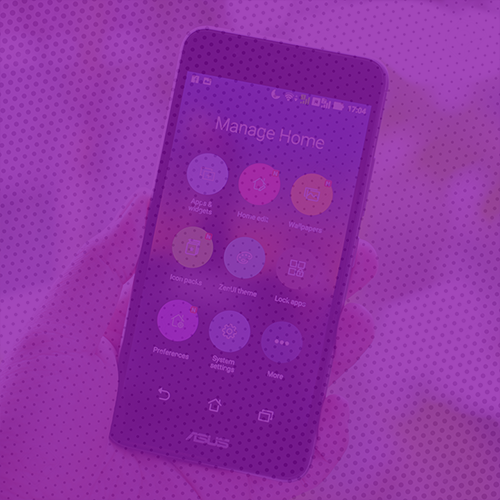 17:04
Manage Home
Apps &
widgets
Home edit
Wallpapers
Icon packs
ZenUI theme
Lock apps
Preferences
System
settings
More
ASUS